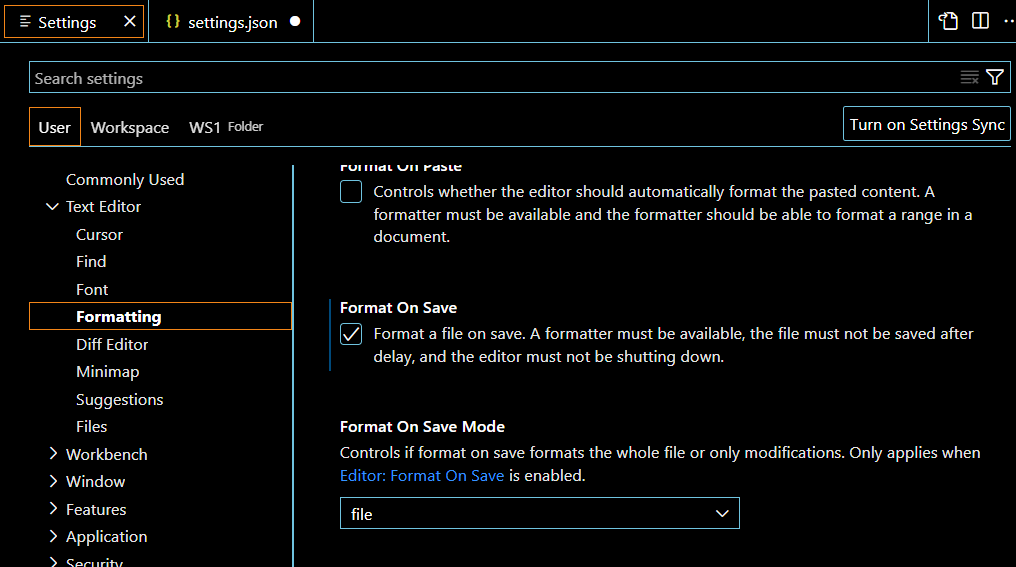 Settings
{} settings.json
Search settings
User Workspace WS1 Folder
Turn on Settings Sync
Commonly Used
Text Editor
Cursor
Find
Font
Formatting
Diff Editor
Minimap
Suggestions
Files
Workbench
Window
Features
Application
Security
Format On Paste
Controls whether the editor should automatically format the pasted content. A
formatter must be available and the formatter should be able to format a range in a
document.
Format On Save
Format a file on save. A formatter must be available, the file must not be saved after
delay, and the editor must not be shutting down.
Format On Save Mode
Controls if format on save formats the whole file or only modifications. Only applies when
Editor: Format On Save is enabled.
file